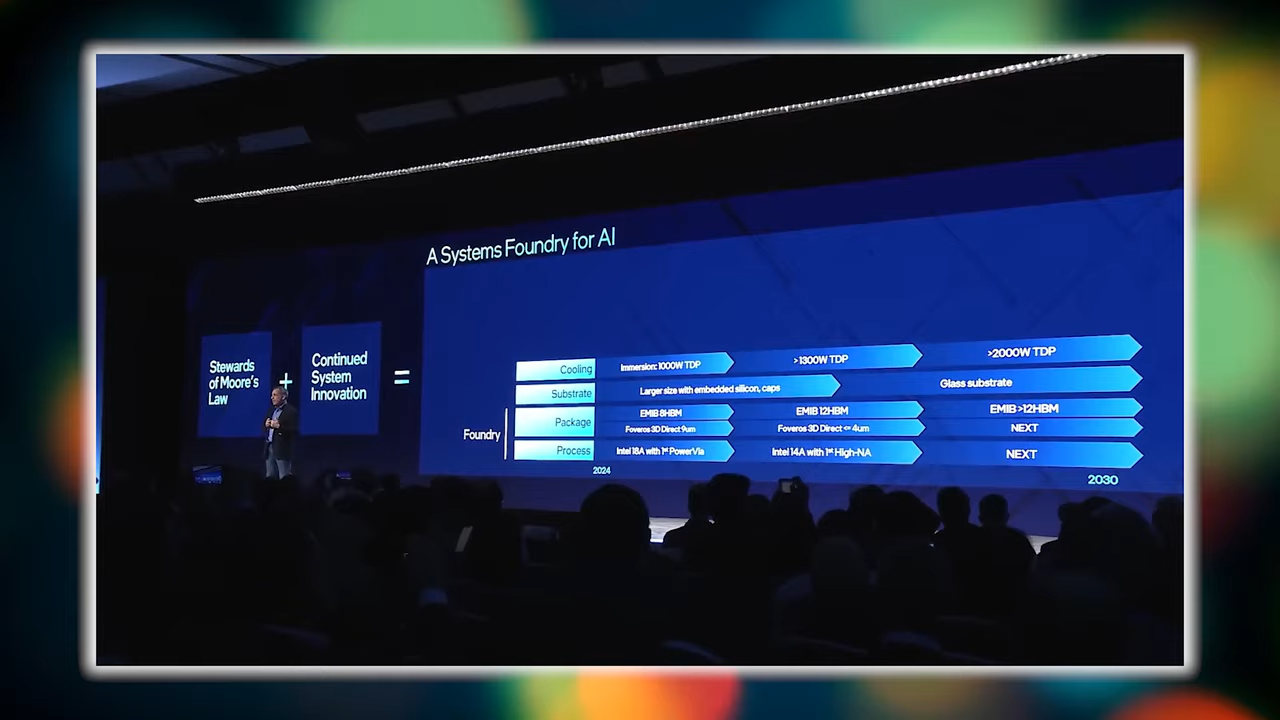 A Systems Foundry for AI
Stewards
of Moore's
Law
+
Continued
System
Innovation
=
Cooling
Immersion: 1000W TDP
>1300W TDP
>2000W TDP
Substrate
Larger size with embedded silicon, caps
Glass substrate
Foundry
Package
EMIB 8HBM
EMIB 12HBM
EMIB >12HBM
Foveros 3D Direct 9um
Foveros 3D Direct <= 4um
NEXT
Process
Intel 18A with 1st PowerVia
Intel 14A with 1st High-NA
NEXT
2024
2030